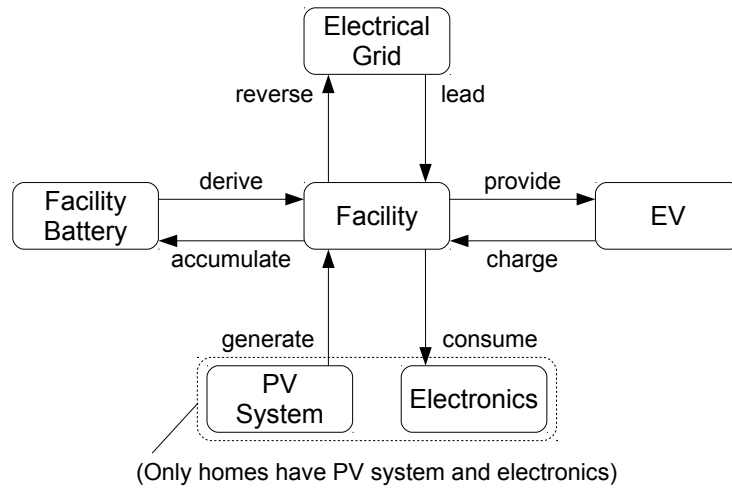 Electrical
Grid
reverse
lead
derive
provide
Facility
Battery
Facility
EV
accumulate
charge
generate
consume
PV
System
Electronics
(Only homes have PV system and electronics)